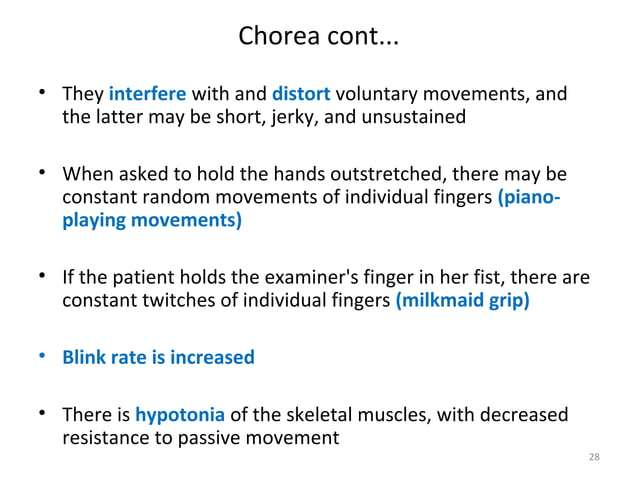 Chorea cont...
• They interfere with and distort voluntary movements, and
the latter may be short, jerky, and unsustained
• When asked to hold the hands outstretched, there may be
constant random movements of individual fingers (piano-
playing movements)
• If the patient holds the examiner's finger in her fist, there are
constant twitches of individual fingers (milkmaid grip)
• Blink rate is increased
• There is hypotonia of the skeletal muscles, with decreased
resistance to passive movement
28